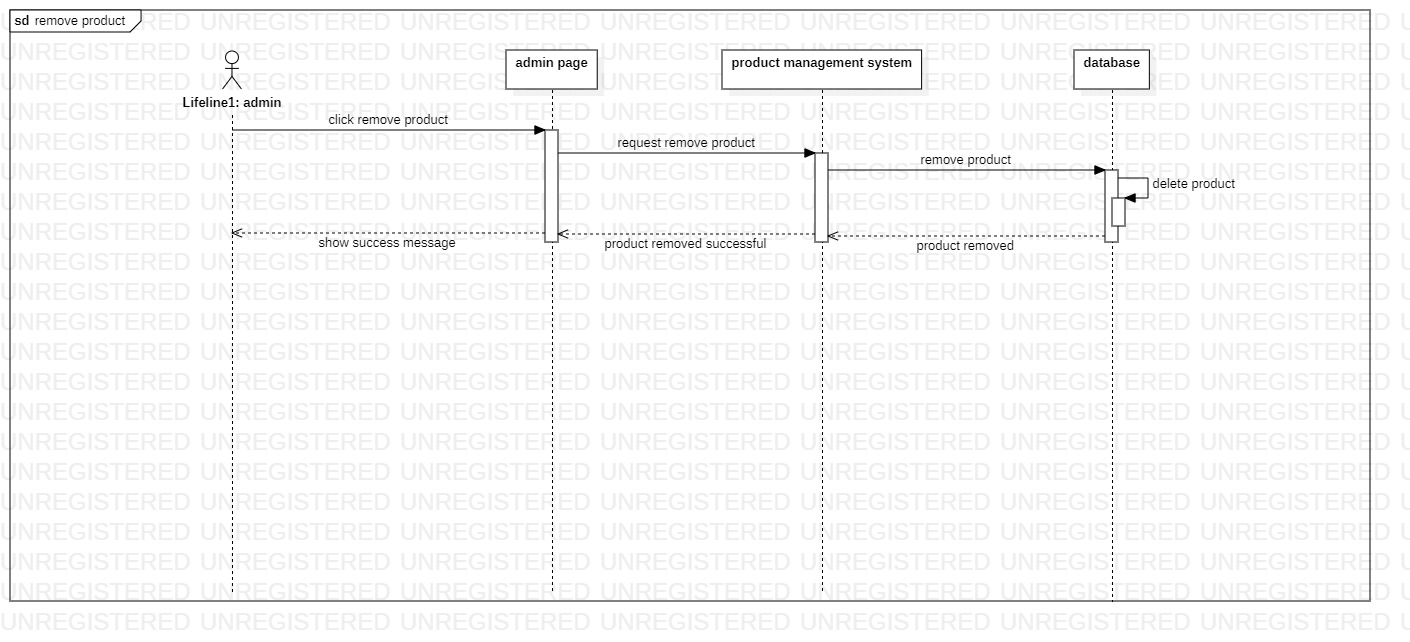 sd remove product
Lifeline1: admin
admin page
product management system
database
click remove product
request remove product
remove product
delete product
show success message
product removed successful
product removed
UNREGISTERED UNREGISTERED UNREGISTERED UNREGISTERED UNREGISTERED UNREGISTERED UNREGISTERED